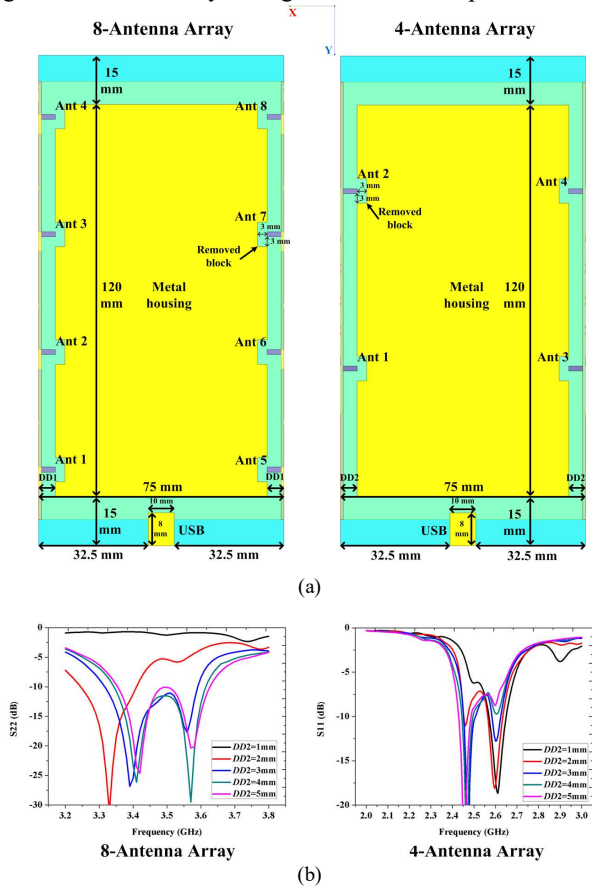 X
Y
8-Antenna Array
4-Antenna Array
15
mm
Ant 4
Ant 8
Ant 3
Ant 7
3 mm
3 mm
Removed
block
120
mm
Metal
housing
Ant 2
Ant 6
Ant 1
Ant 5
DD1
DD1
75 mm
10 mm
15
mm
8
mm
USB
32.5 mm
32.5 mm
15
mm
Ant 2
3 mm
3 mm
Ant 4
Removed
block
Metal
housing
120
mm
Ant 1
Ant 3
DD2
DD2
75 mm
10 mm
15
mm
USB
8
mm
32.5 mm
32.5 mm
(a)
S22 (dB)
0
-5
-10
-15
-20
-25
-30
DD2=1mm
DD2=2mm
DD2=3mm
DD2=4mm
DD2=5mm
3.2 3.3 3.4 3.5 3.6 3.7 3.8
Frequency (GHz)
8-Antenna Array
S11 (dB)
0
-5
-10
-15
-20
DD2=1mm
DD2=2mm
DD2=3mm
DD2=4mm
DD2=5mm
2.0 2.1 2.2 2.3 2.4 2.5 2.6 2.7 2.8 2.9 3.0
Frequency (GHz)
4-Antenna Array
(b)